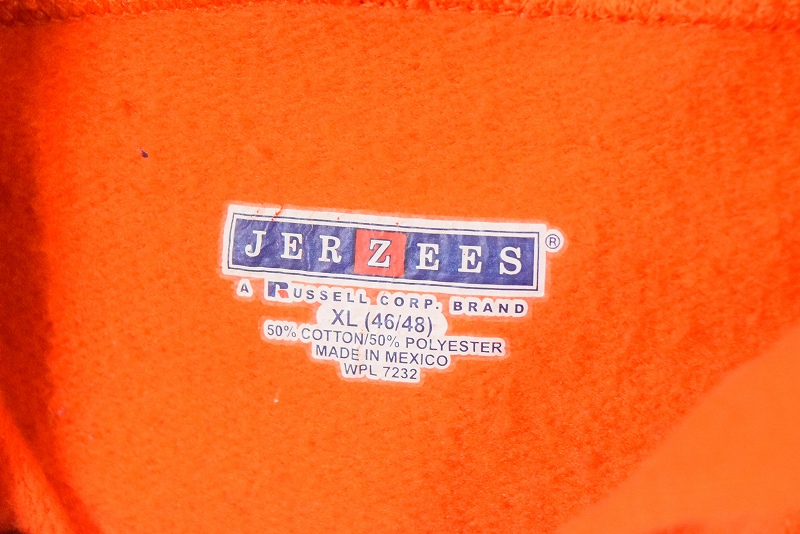 JERZEES®
A RUSSELL CORP. BRAND
XL (46/48)
50% COTTON/50% POLYESTER
MADE IN MEXICO
WPL 7232